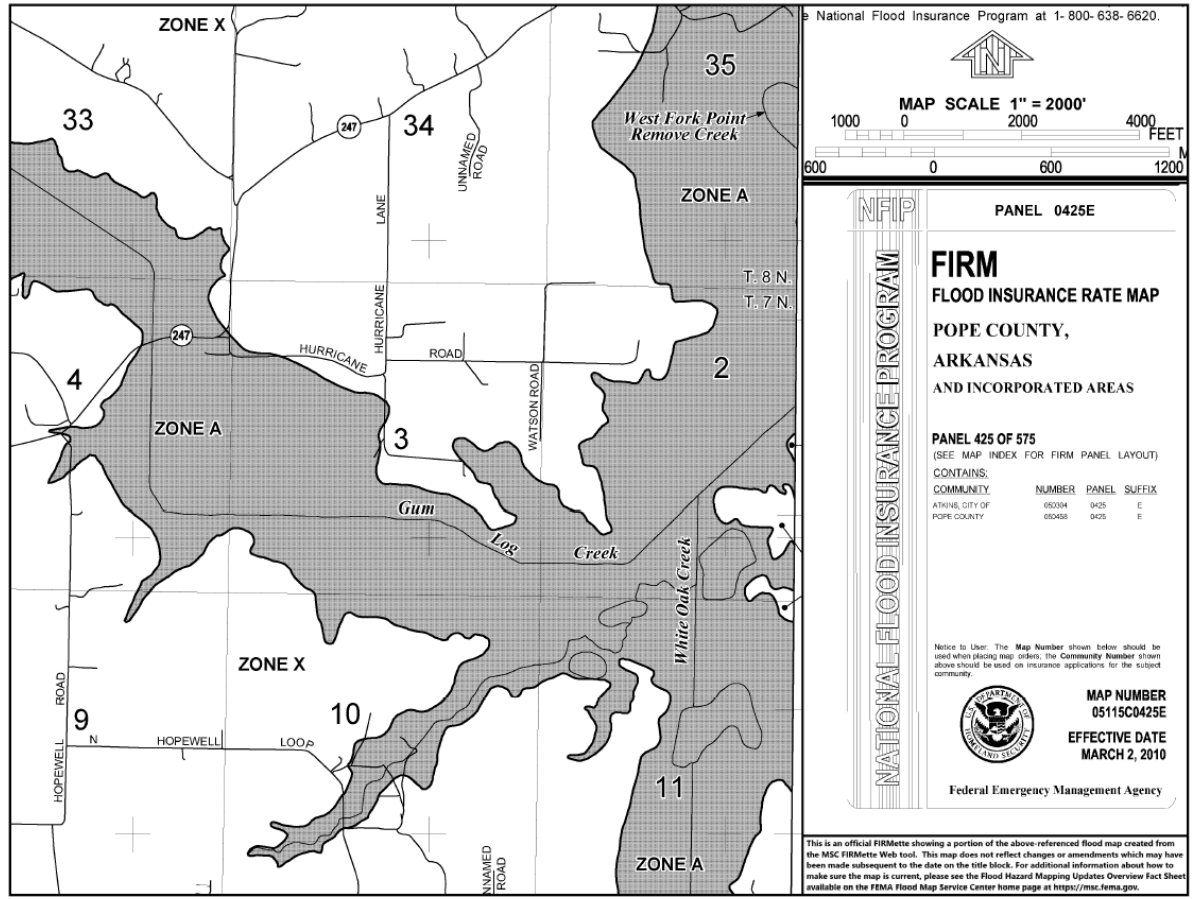 ZONE X
33
247
34
UNNAMED
ROAD
35
West Fork Point
Remove Creek
ZONE A
LANE
HURRICANE
T. 8 N.
T. 7 N.
247
HURRICANE
ROAD
WATSON ROAD
4
2
ZONE A
3
Gum
Log
Creek
White Oak Creek
ZONE X
ROAD
HOPEWELL
9
N
HOPEWELL
LOOP
10
11
ZONE A
NNAMED
ROAD
e National Flood Insurance Program at 1- 800- 638- 6620.
N
MAP SCALE 1" = 2000'
1000 0 2000 4000
FEET
M
600 0 600 1200
NFIP
NATIONAL FLOOD INSURANCE PROGRAM
PANEL 0425E
FIRM
FLOOD INSURANCE RATE MAP
POPE COUNTY,
ARKANSAS
AND INCORPORATED AREAS
PANEL 425 OF 575
(SEE MAP INDEX FOR FIRM PANEL LAYOUT)
CONTAINS:
COMMUNITY NUMBER PANEL SUFFIX
ATKINS, CITY OF 050394 0425 E
POPE COUNTY 050458 0425 E
Notice to User: The Map Number shown below should be
used when placing map orders; the Community Number shown
above should be used on insurance applications for the subject
community.
U.S. DEPARTMENT OF
HOMELAND SECURITY
MAP NUMBER
05115C0425E
EFFECTIVE DATE
MARCH 2, 2010
Federal Emergency Management Agency
This is an official FIRMette showing a portion of the above-referenced flood map created from
the MSC FIRMette Web tool. This map does not reflect changes or amendments which may have
been made subsequent to the date on the title block. For additional information about how to
make sure the map is current, please see the Flood Hazard Mapping Updates Overview Fact Sheet
available on the FEMA Flood Map Service Center home page at https://msc.fema.gov.